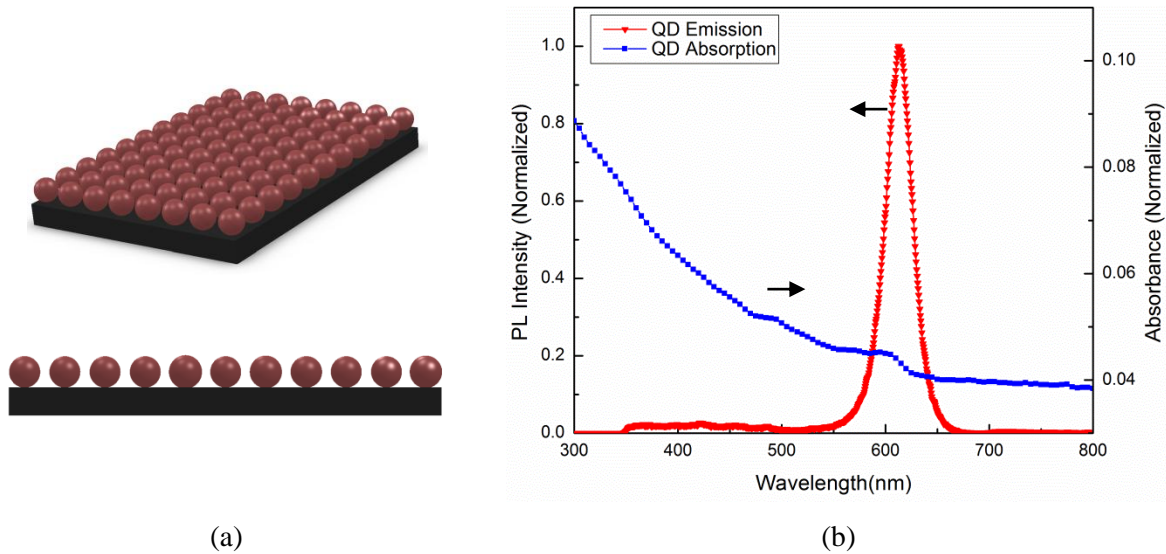 (b)
QD Emission
QD Absorption
PL Intensity (Normalized)
1.0
0.8
0.6
0.4
0.2
0.0
Absorbance (Normalized)
0.10
0.08
0.06
0.04
300
400
500
600
700
800
Wavelength(nm)
(a)
(b)